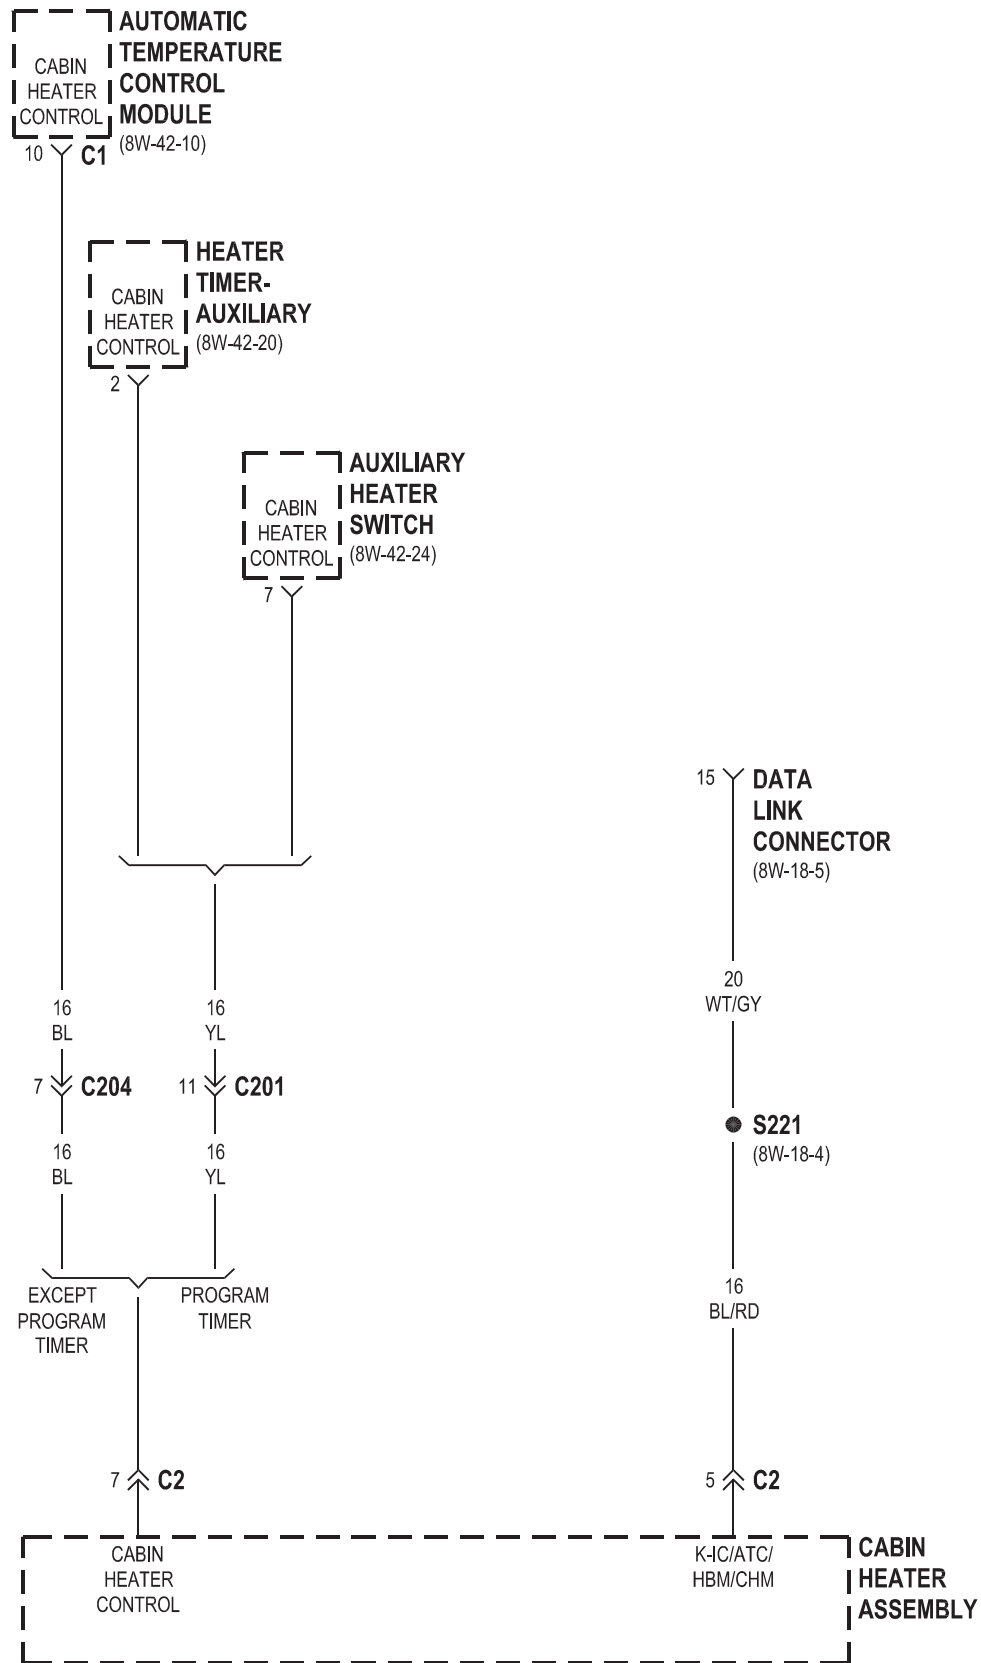 CABIN
HEATER
CONTROL
AUTOMATIC
TEMPERATURE
CONTROL
MODULE
(8W-42-10)
10 C1
CABIN
HEATER
CONTROL
HEATER
TIMER-
AUXILIARY
(8W-42-20)
2
CABIN
HEATER
CONTROL
AUXILIARY
HEATER
SWITCH
(8W-42-24)
7
15 DATA
LINK
CONNECTOR
(8W-18-5)
20
WT/GY
16
BL
16
YL
7 C204
11 C201
S221
(8W-18-4)
16
BL
16
YL
EXCEPT
PROGRAM
TIMER
PROGRAM
TIMER
16
BL/RD
7 C2
5 C2
CABIN
HEATER
CONTROL
K-IC/ATC/
HBM/CHM
CABIN
HEATER
ASSEMBLY